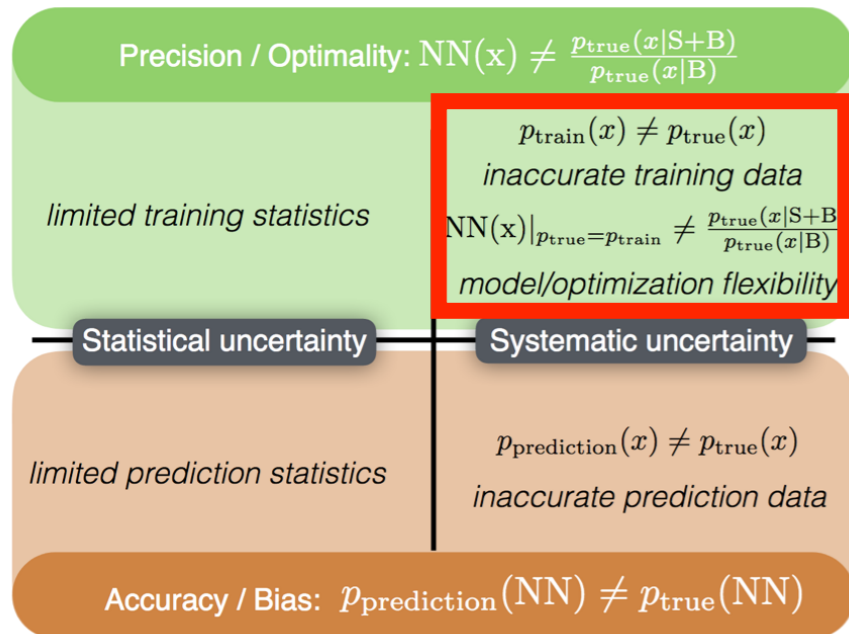 Precision / Optimality: NN(x) ≠ p_true(x|S+B) / p_true(x|B)
p_train(x) ≠ p_true(x)
inaccurate training data
limited training statistics
NN(x)|p_true=p_train ≠ p_true(x|S+B / p_true(x|B)
model/optimization flexibility
Statistical uncertainty
Systematic uncertainty
limited prediction statistics
p_prediction(x) ≠ p_true(x)
inaccurate prediction data
Accuracy / Bias: p_prediction(NN) ≠ p_true(NN)